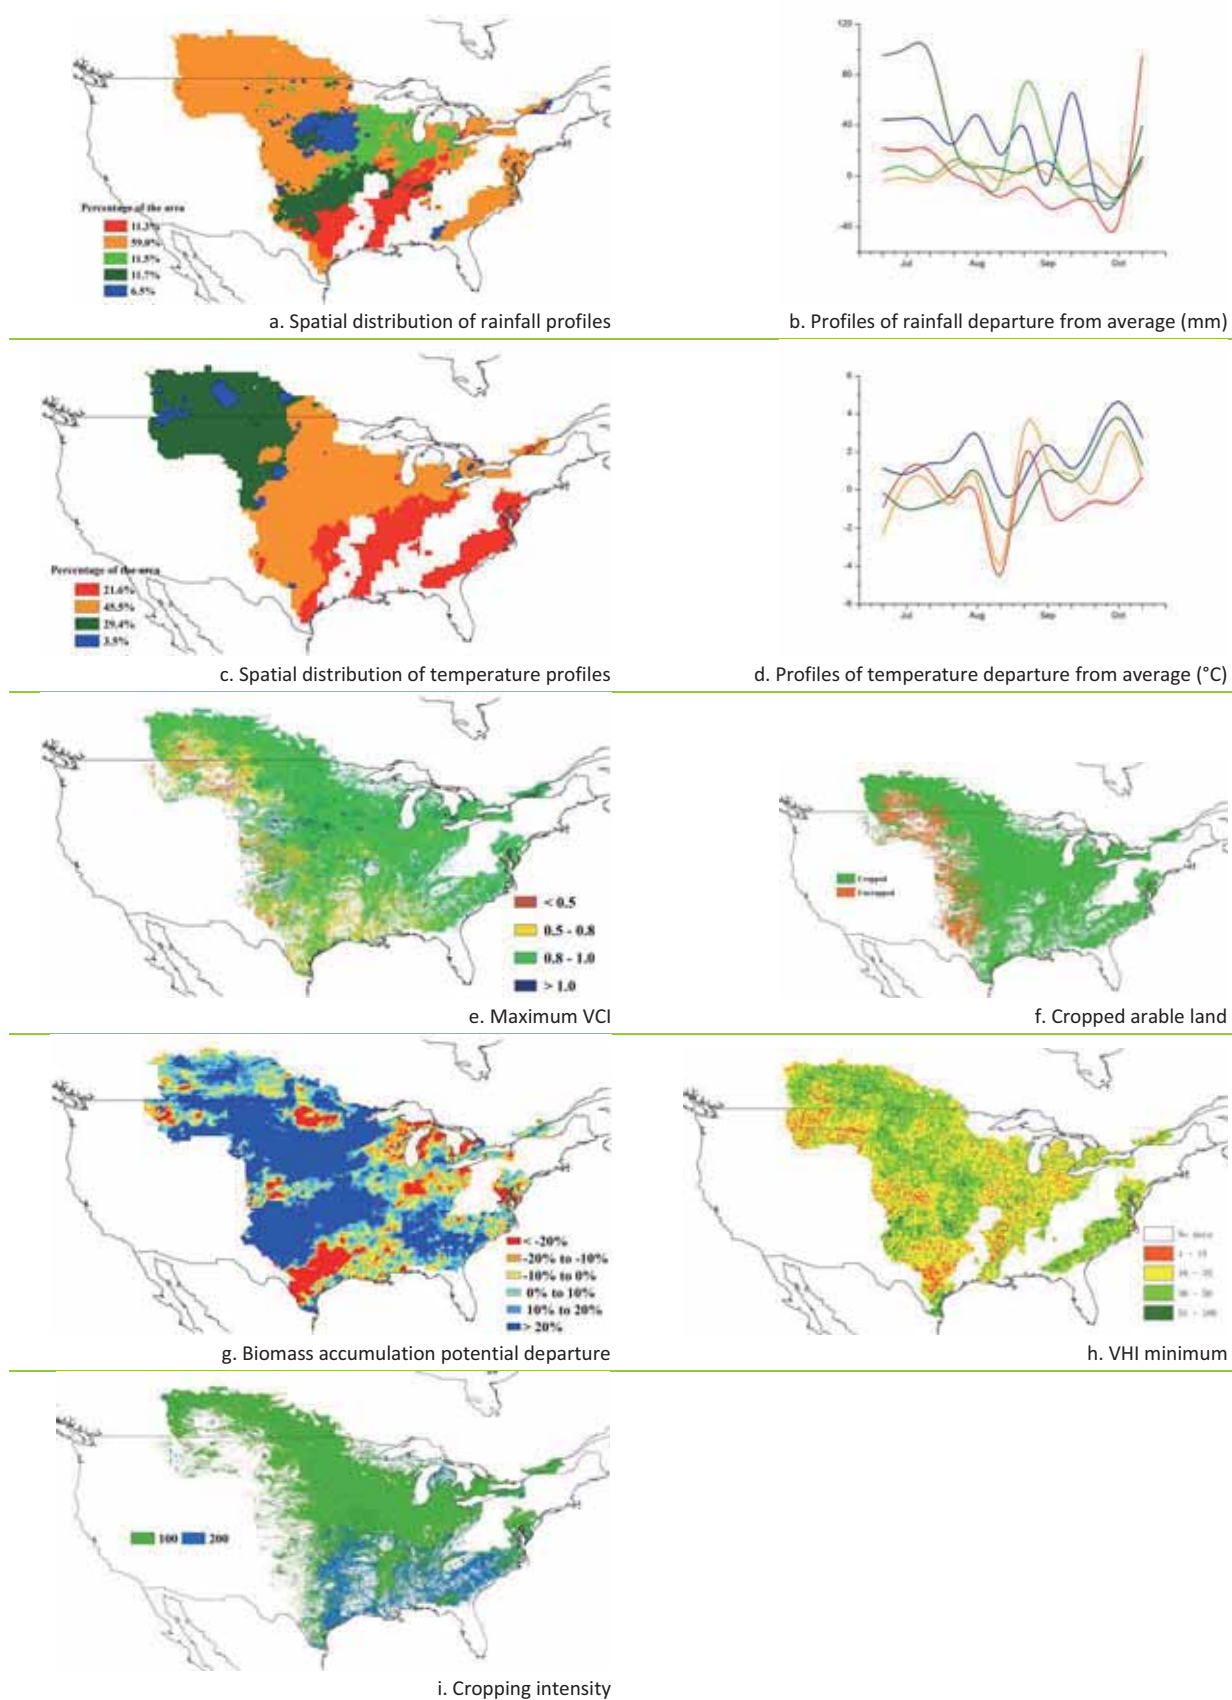 Percentage of the area
11.3%
59.0%
11.5%
11.7%
6.5%
a. Spatial distribution of rainfall profiles
120
80
40
0
-40
Jul Aug Sep Oct
b. Profiles of rainfall departure from average (mm)
Percentage of the area
21.6%
45.5%
29.4%
3.5%
c. Spatial distribution of temperature profiles
6
4
2
0
-2
-4
-6
Jul Aug Sep Oct
d. Profiles of temperature departure from average (°C)
< 0.5
0.5 - 0.8
0.8 - 1.0
> 1.0
e. Maximum VCI
Cropped
Uncropped
f. Cropped arable land
< -20%
-20% to -10%
-10% to 0%
0% to 10%
10% to 20%
> 20%
g. Biomass accumulation potential departure
h. VHI minimum
100 200
i. Cropping intensity